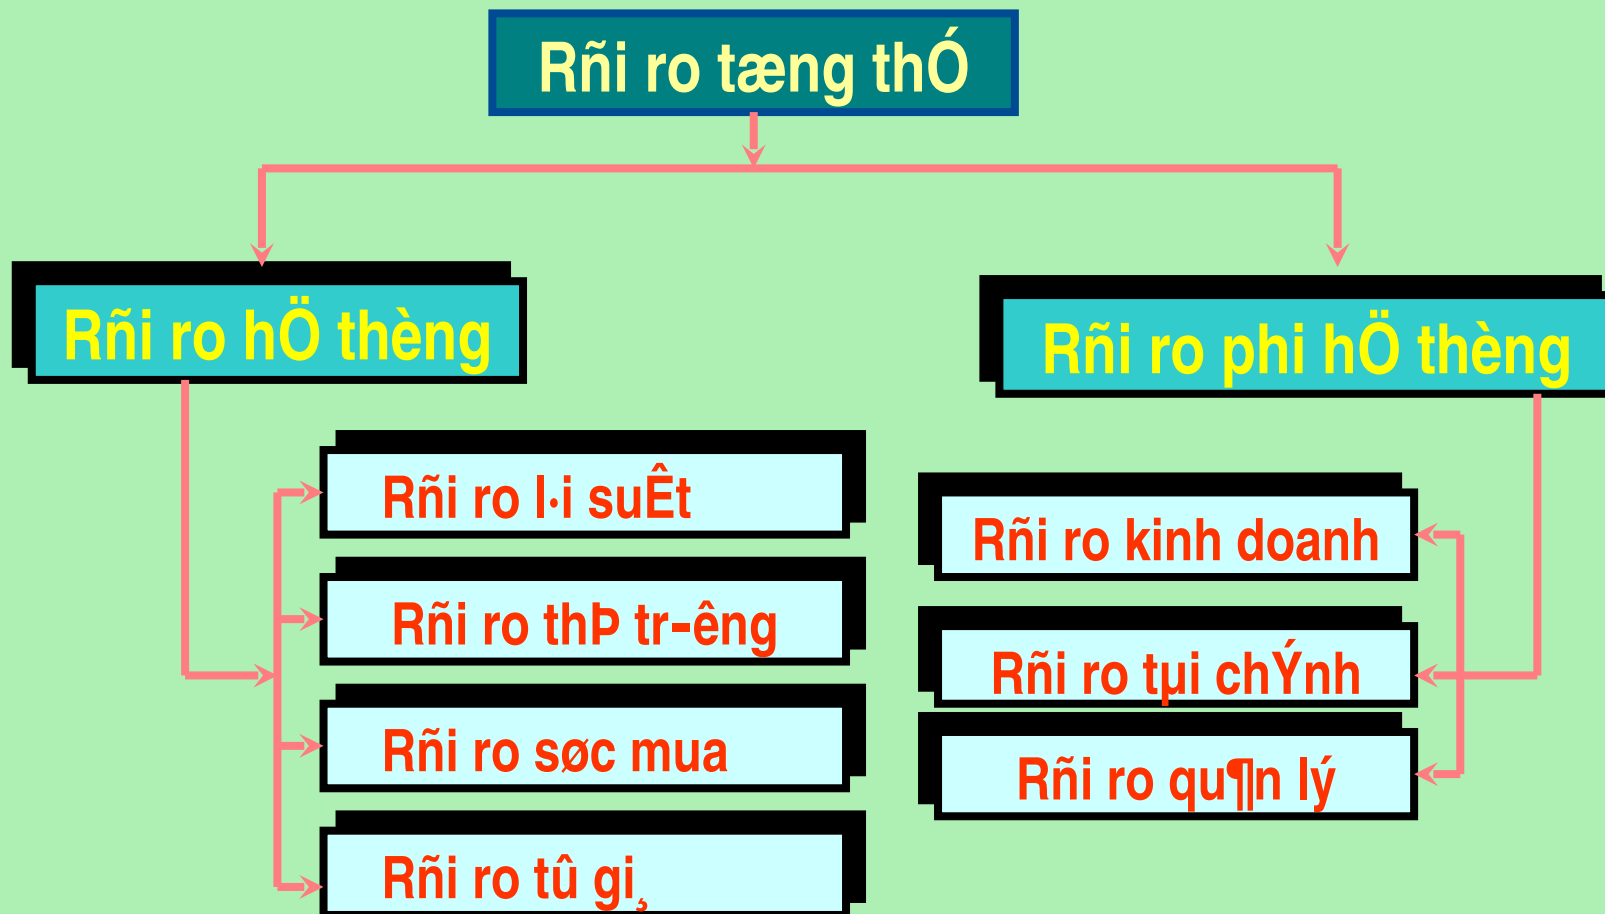 Rñi ro tæng thÓ
Rñi ro hÖ thèng
Rñi ro phi hÖ thèng
Rñi ro l·i suÊt
Rñi ro thÞ tr-êng
Rñi ro søc mua
Rñi ro tû gi¸
Rñi ro kinh doanh
Rñi ro tµi chÝnh
Rñi ro qu¶n lý